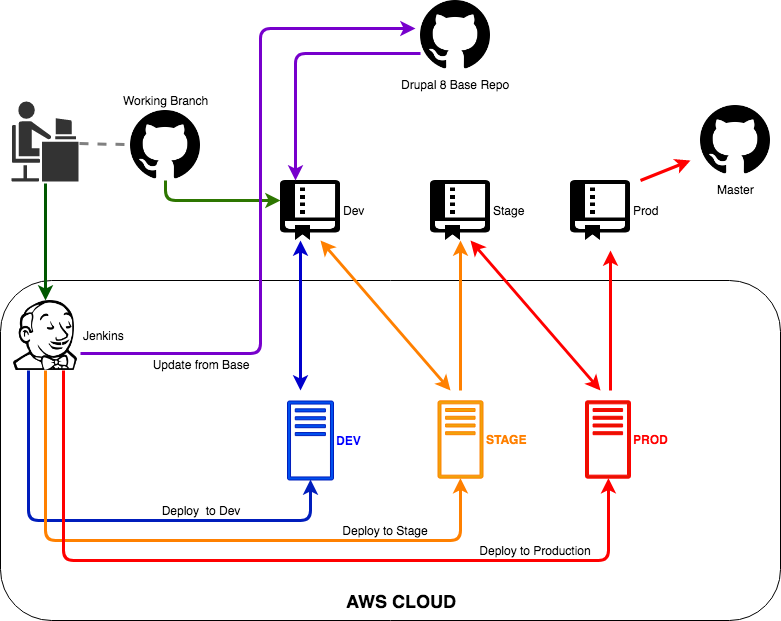 Drupal 8 Base Repo
Working Branch
Master
Dev
Stage
Prod
Jenkins
Update from Base
DEV
STAGE
PROD
Deploy to Dev
Deploy to Stage
Deploy to Production
AWS CLOUD